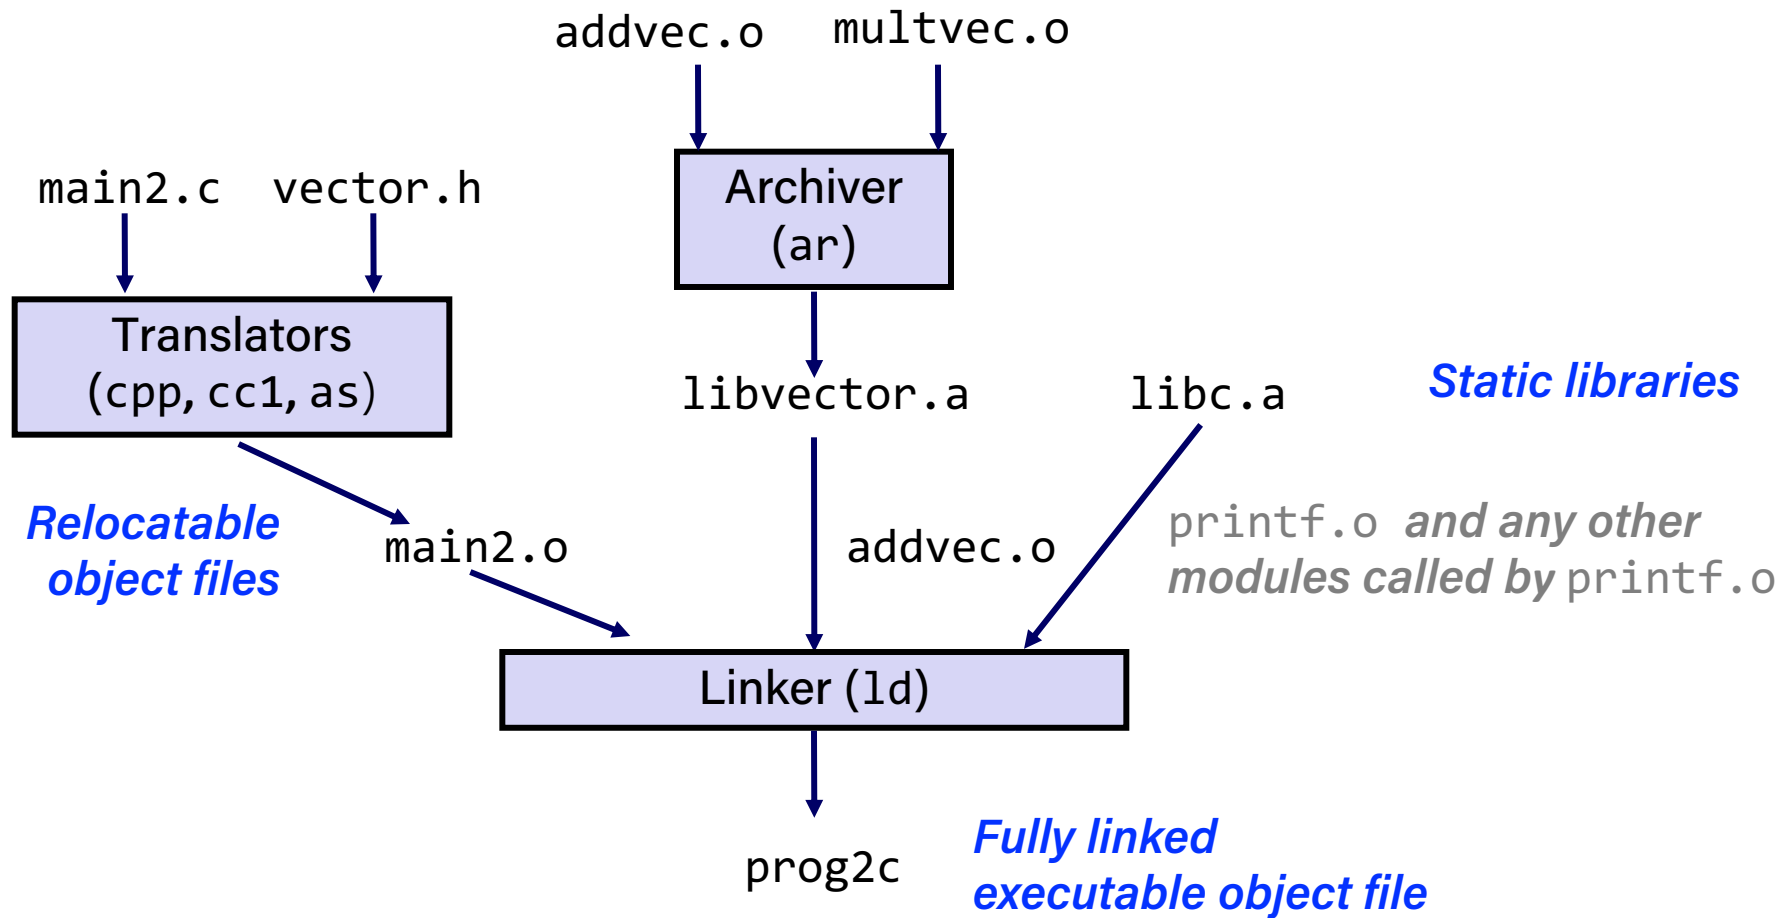 addvec.o multvec.o
main2.c vector.h
Archiver
(ar)
Translators
(cpp, cc1, as)
libvector.a libc.a
Static libraries
Relocatable
object files
main2.o
addvec.o
printf.o and any other
modules called by printf.o
Linker (ld)
prog2c
Fully linked
executable object file